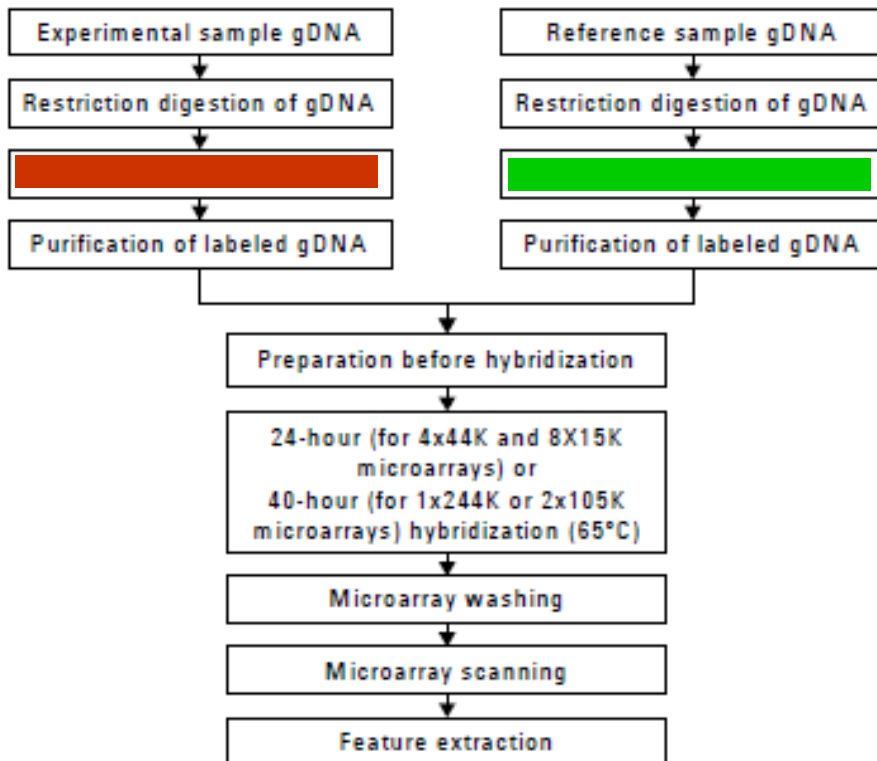 Experimental sample gDNA
Reference sample gDNA
Restriction digestion of gDNA
Restriction digestion of gDNA
Purification of labeled gDNA
Purification of labeled gDNA
Preparation before hybridization
24-hour (for 4x44K and 8X15K
microarrays) or
40-hour (for 1x244K or 2x105K
microarrays) hybridization (65°C)
Microarray washing
Microarray scanning
Feature extraction